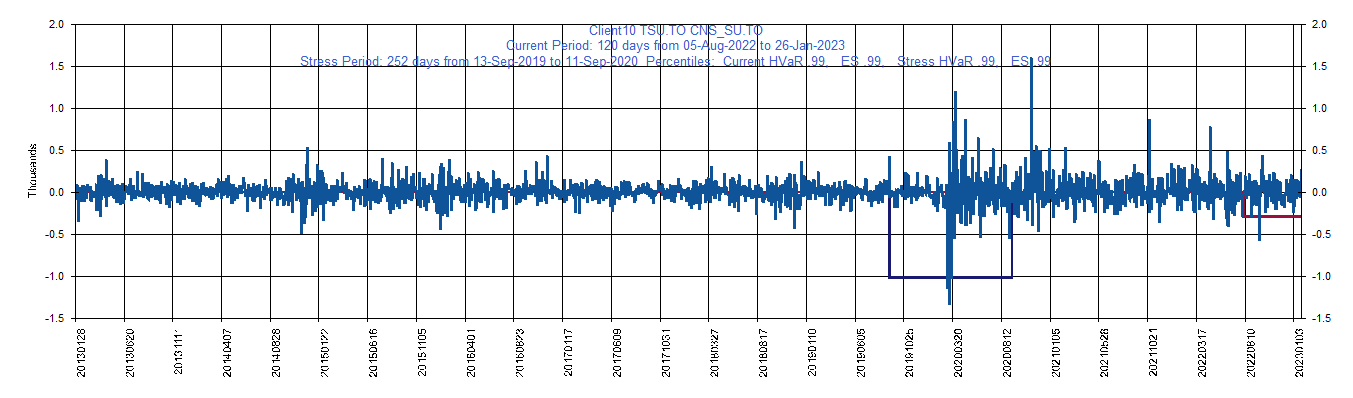 Client10 TSU.TO CNS_SU.TO
Current Period: 120 days from 05-Aug-2022 to 26-Jan-2023
Stress Period: 252 days from 13-Sep-2019 to 11-Sep-2020 Percentiles: Current HVaR .99, ES .99, Stress HVaR .99, ES .99
2.0 2.0
1.5 1.5
1.0 1.0
0.5 0.5
Thousands
0.0 0.0
-0.5 -0.5
-1.0 -1.0
-1.5 -1.5
20130128 20130620 20131111 20140407 20140828 20150122 20150616 20151105 20160401 20160823 20170117 20170609 20171031 20180327 20180817 20190110 20190605 20191025 20200320 20200812 20210105 20210528 20211021 20220317 20220810 20230103